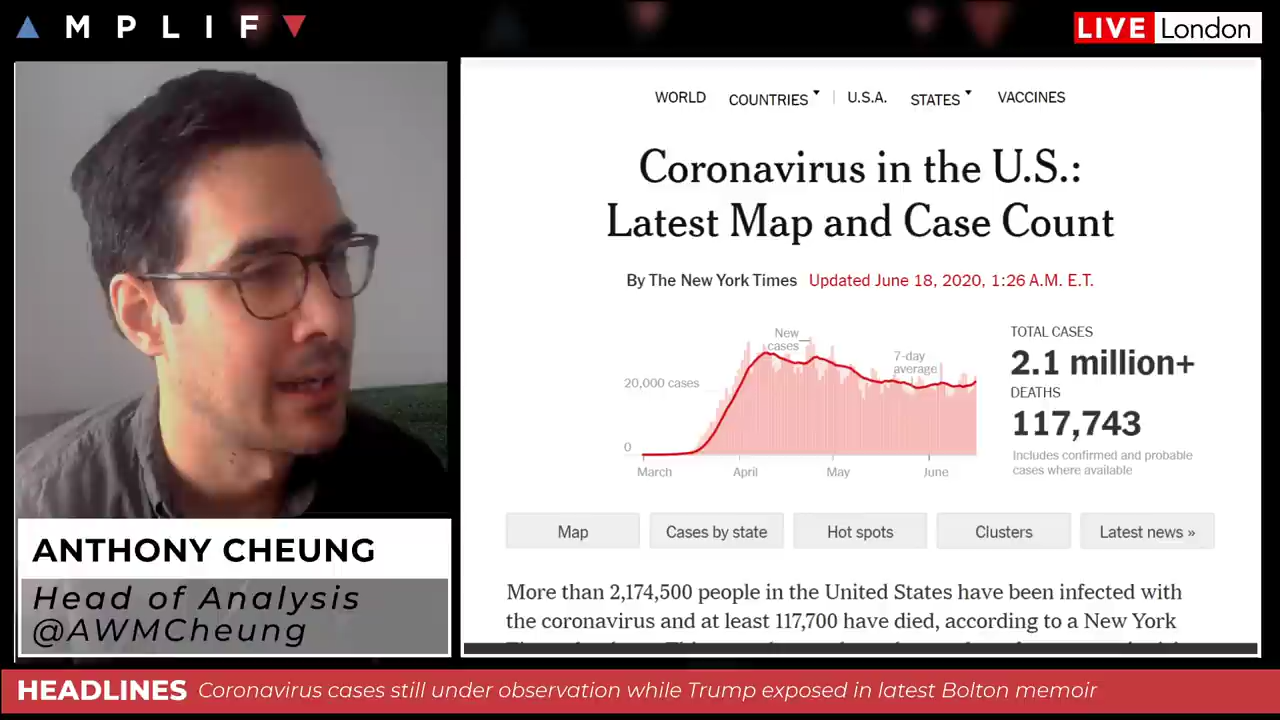 AMPLIFY
LIVE London
WORLD COUNTRIES U.S.A. STATES VACCINES
Coronavirus in the U.S.:
Latest Map and Case Count
By The New York Times Updated June 18, 2020, 1:26 A.M. E.T.
New
cases
7-day
average
20,000 cases
0
March April May June
TOTAL CASES
2.1 million+
DEATHS
117,743
Includes confirmed and probable
cases where available
Map Cases by state Hot spots Clusters Latest news »
More than 2,174,500 people in the United States have been infected with
the coronavirus and at least 117,700 have died, according to a New York
ANTHONY CHEUNG
Head of Analysis
@AWMCheung
HEADLINES Coronavirus cases still under observation while Trump exposed in latest Bolton memoir